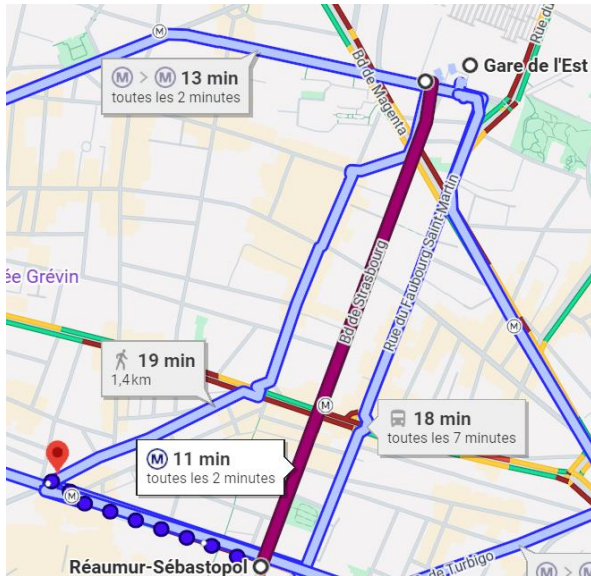 M
Rue du
Gare de l'Est
M > M 13 min
toutes les 2 minutes
Bd de Magenta
Rue du Faubourg Saint-Martin
Bd de Strasbourg
ée Grévin
M
19 min
1,4 km
M
18 min
toutes les 7 minutes
M 11 min
toutes les 2 minutes
M
Réaumur-Sébastopol
de Turbigo
M > M